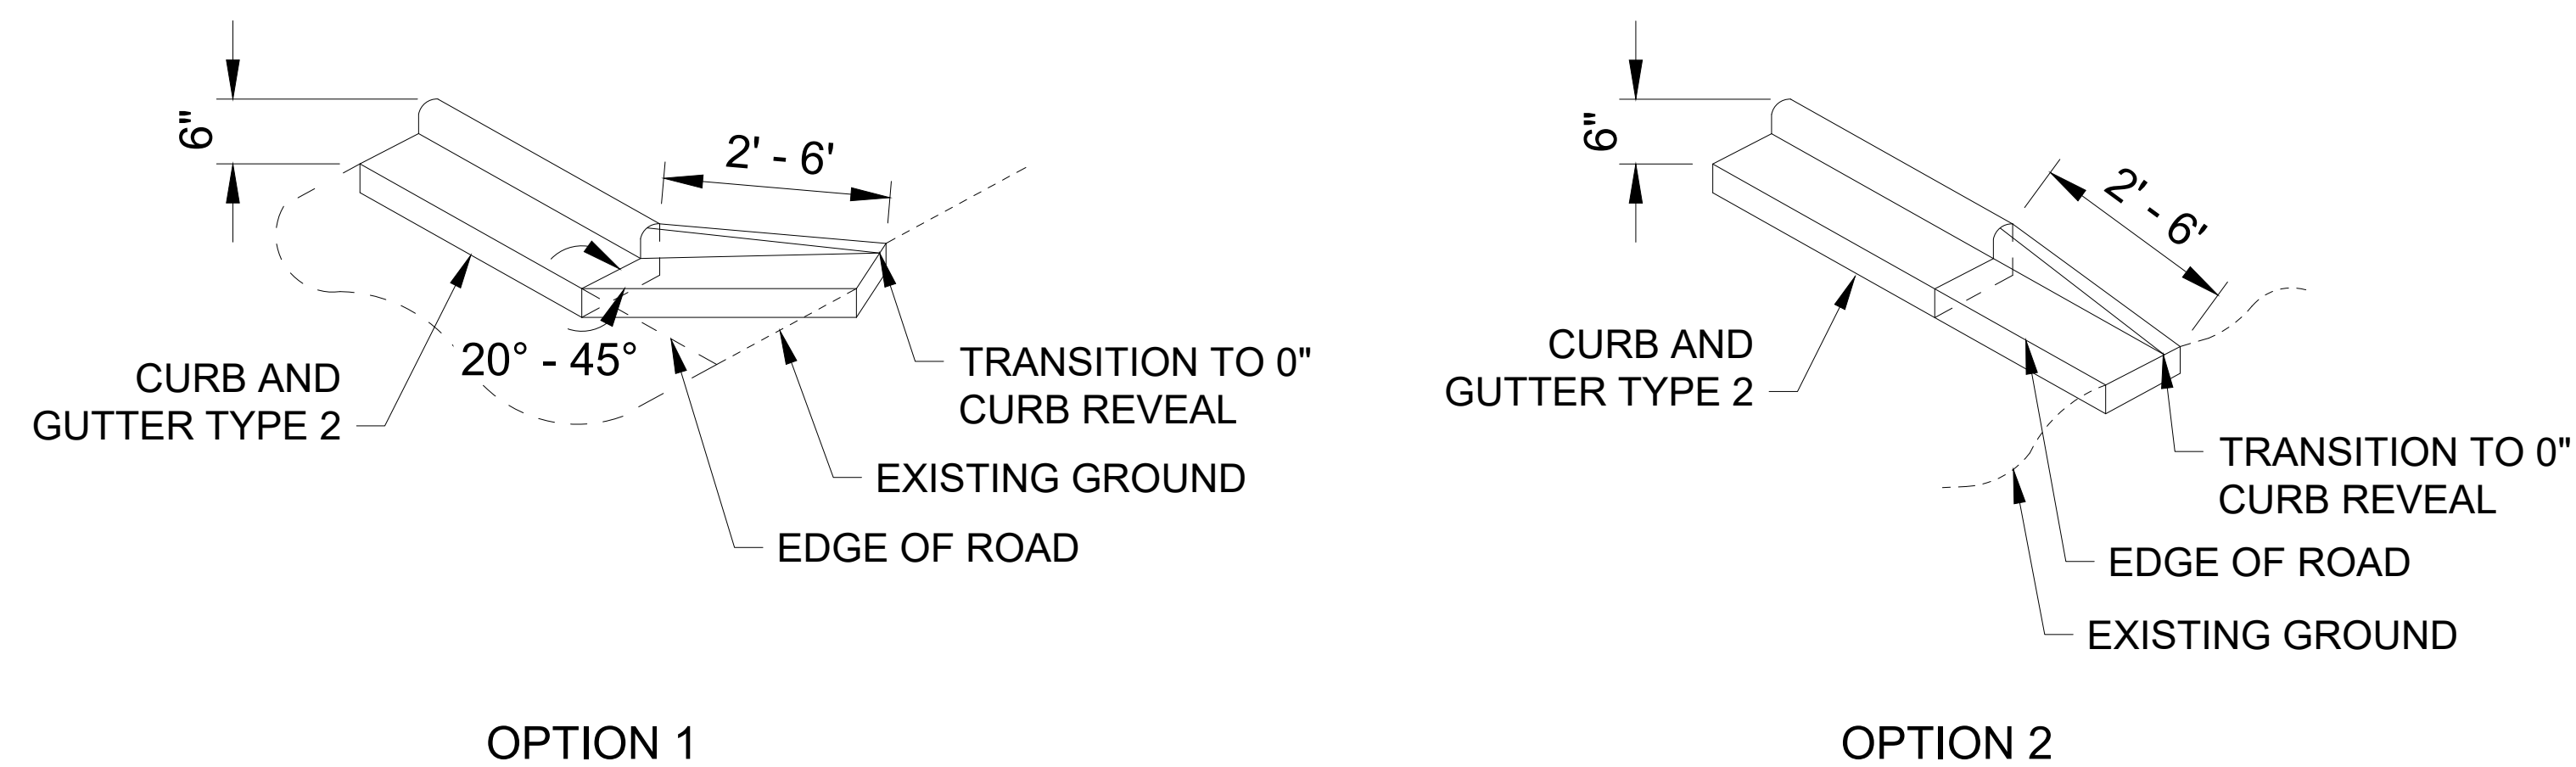 6"
2' - 6'
20° - 45°
CURB AND
GUTTER TYPE 2
TRANSITION TO 0"
CURB REVEAL
EXISTING GROUND
EDGE OF ROAD
OPTION 1
6"
2' - 6'
CURB AND
GUTTER TYPE 2
TRANSITION TO 0"
CURB REVEAL
EDGE OF ROAD
EXISTING GROUND
OPTION 2